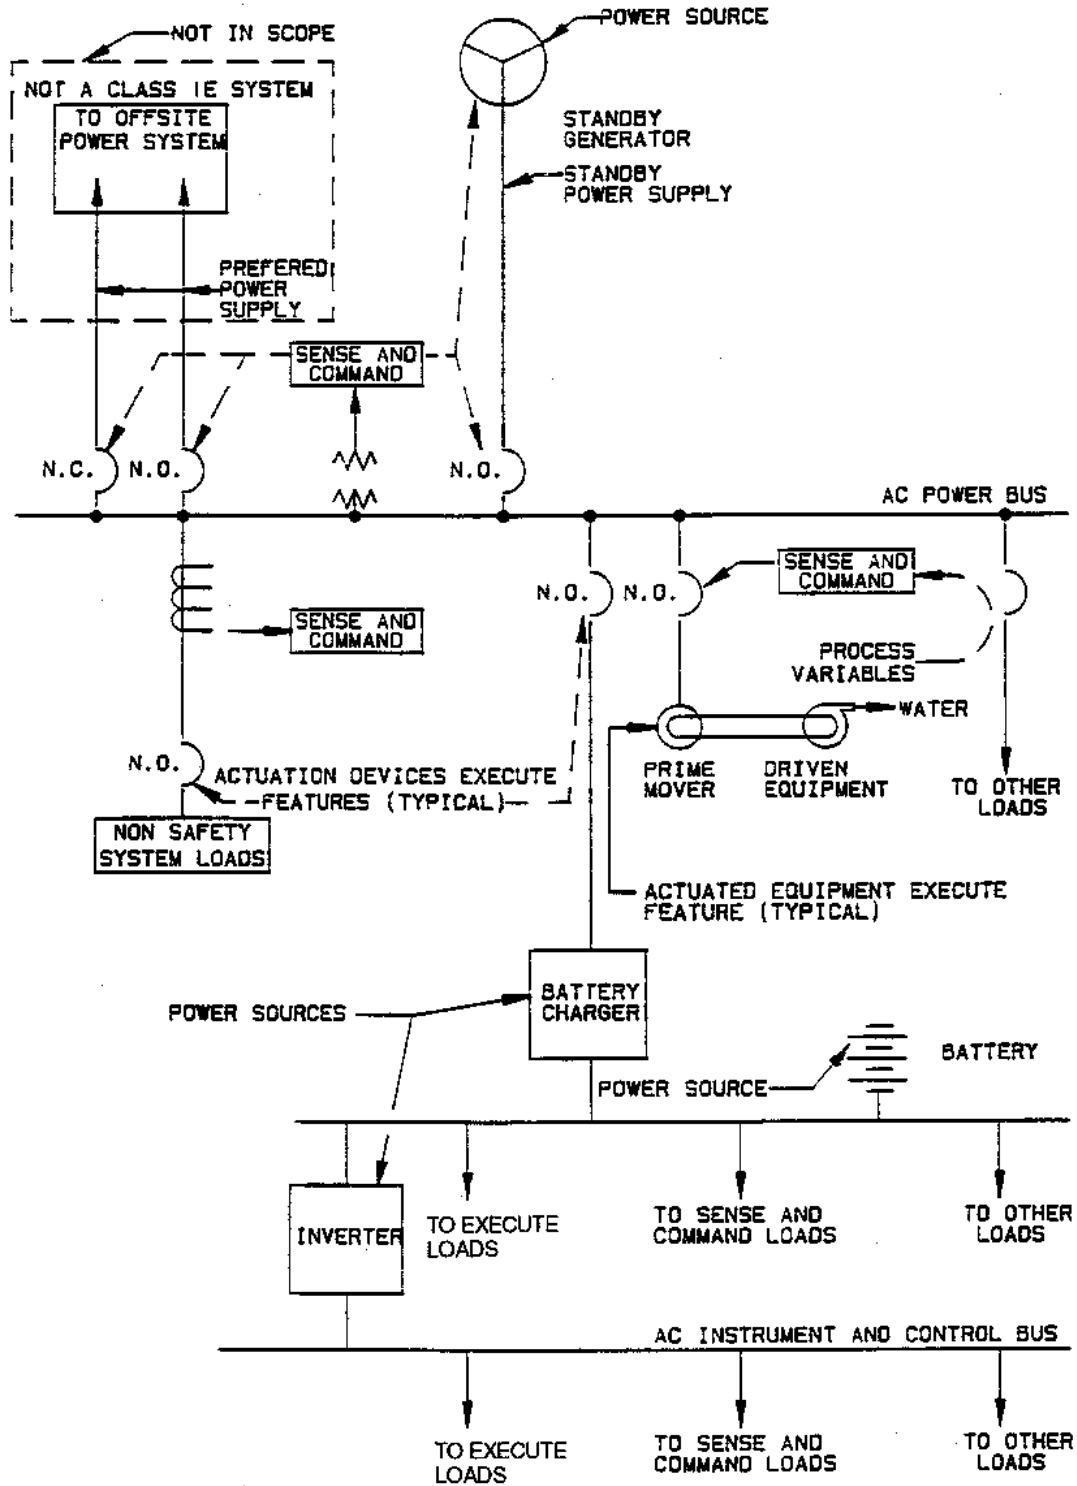 POWER SOURCE
NOT IN SCOPE
NOT A CLASS IE SYSTEM
TO OFFSITE
POWER SYSTEM
STANDBY
GENERATOR
STANDBY
POWER SUPPLY
PREFERED
POWER
SUPPLY
SENSE AND
COMMAND
N.C.
N.O.
N.O.
AC POWER BUS
SENSE AND
COMMAND
N.O.
N.O.
SENSE AND
COMMAND
PROCESS
VARIABLES
WATER
N.O.
ACTUATION DEVICES EXECUTE
FEATURES (TYPICAL)
PRIME
MOVER
DRIVEN
EQUIPMENT
TO OTHER
LOADS
NON SAFETY
SYSTEM LOADS
ACTUATED EQUIPMENT EXECUTE
FEATURE (TYPICAL)
BATTERY
CHARGER
POWER SOURCES
BATTERY
POWER SOURCE
INVERTER
TO EXECUTE
LOADS
TO SENSE AND
COMMAND LOADS
TO OTHER
LOADS
AC INSTRUMENT AND CONTROL BUS
TO EXECUTE
LOADS
TO SENSE AND
COMMAND LOADS
TO OTHER
LOADS